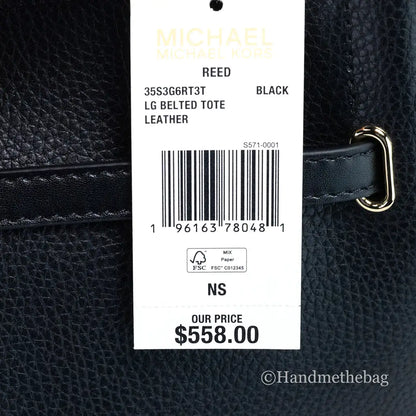 MICHAEL
MICHAEL KORS
REED
35S3G6RT3T BLACK
LG BELTED TOTE
LEATHER
S571-0001
1 96163 78048 1
FSC
MIX
Paper
FSC® C012345
NS
OUR PRICE
$558.00
©Handmethebag